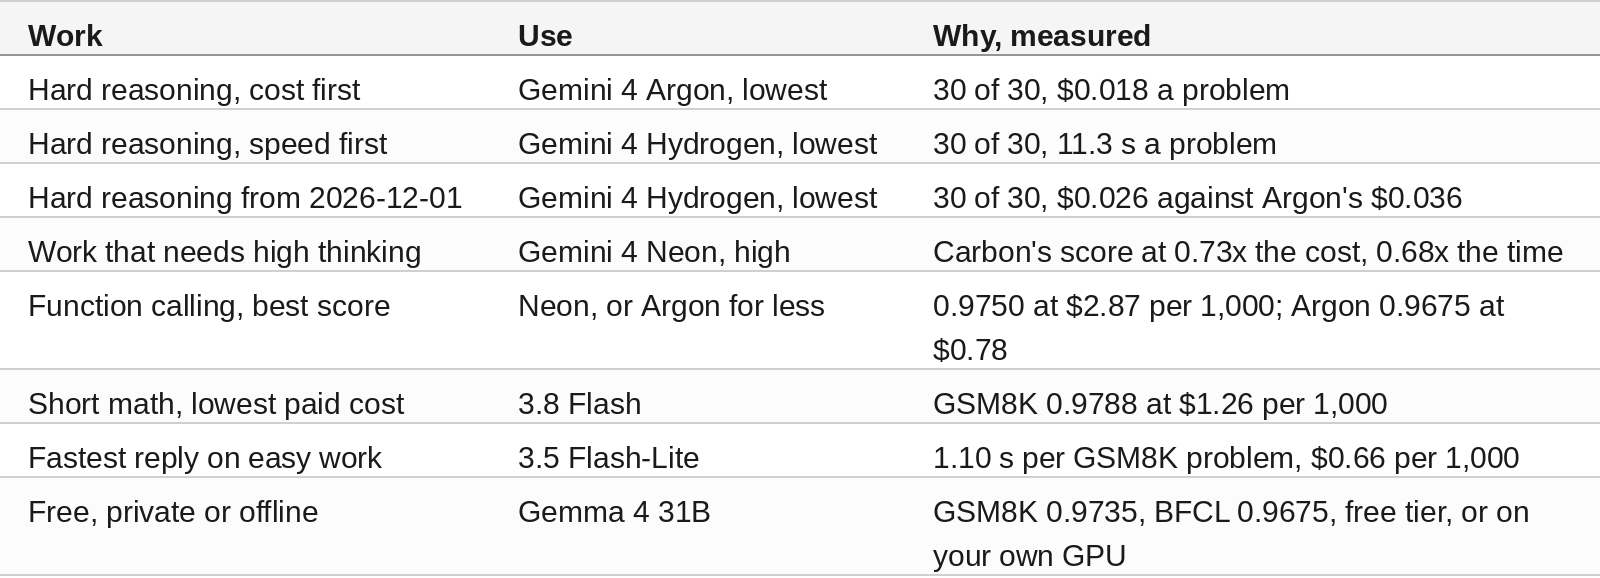 Work Use Why, measured
Hard reasoning, cost first Gemini 4 Argon, lowest 30 of 30, $0.018 a problem
Hard reasoning, speed first Gemini 4 Hydrogen, lowest 30 of 30, 11.3 s a problem
Hard reasoning from 2026-12-01 Gemini 4 Hydrogen, lowest 30 of 30, $0.026 against Argon's $0.036
Work that needs high thinking Gemini 4 Neon, high Carbon's score at 0.73x the cost, 0.68x the time
Function calling, best score Neon, or Argon for less 0.9750 at $2.87 per 1,000; Argon 0.9675 at
$0.78
Short math, lowest paid cost 3.8 Flash GSM8K 0.9788 at $1.26 per 1,000
Fastest reply on easy work 3.5 Flash-Lite 1.10 s per GSM8K problem, $0.66 per 1,000
Free, private or offline Gemma 4 31B GSM8K 0.9735, BFCL 0.9675, free tier, or on
your own GPU